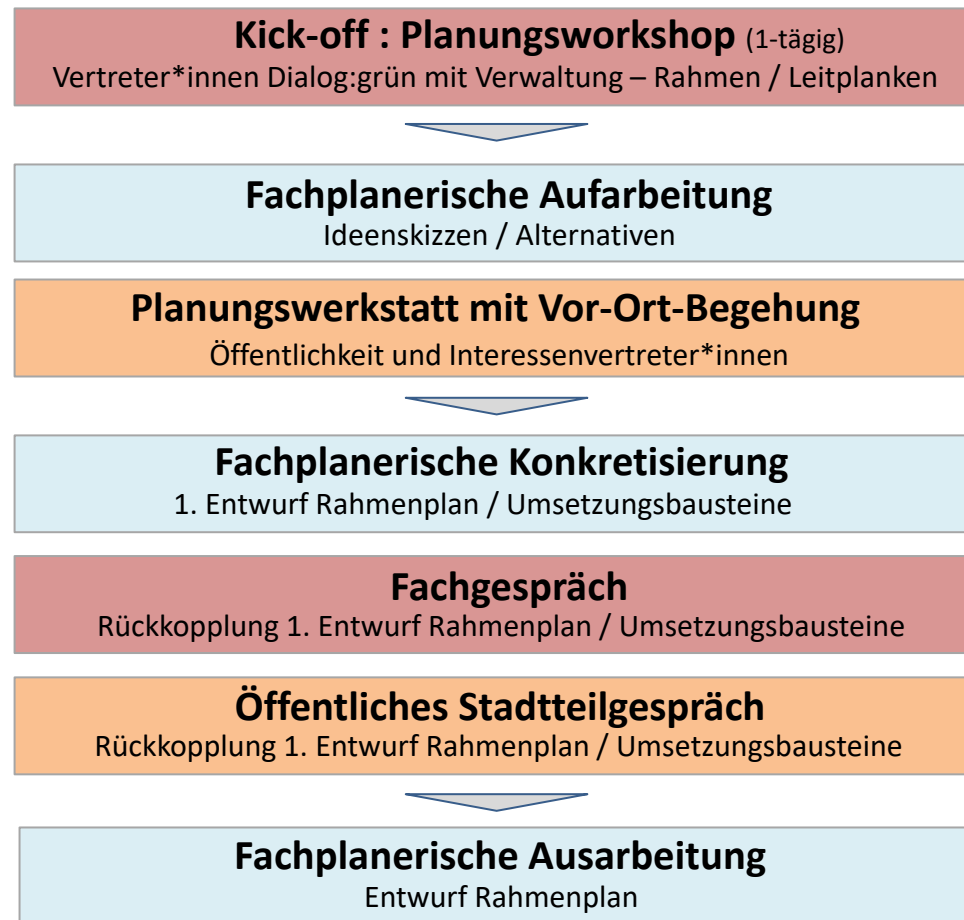 Kick-off : Planungsworkshop (1-tägig)
Vertreter*innen Dialog:grün mit Verwaltung – Rahmen / Leitplanken
Fachplanerische Aufarbeitung
Ideenskizzen / Alternativen
Planungswerkstatt mit Vor-Ort-Begehung
Öffentlichkeit und Interessenvertreter*innen
Fachplanerische Konkretisierung
1. Entwurf Rahmenplan / Umsetzungsbausteine
Fachgespräch
Rückkopplung 1. Entwurf Rahmenplan / Umsetzungsbausteine
Öffentliches Stadtteilgespräch
Rückkopplung 1. Entwurf Rahmenplan / Umsetzungsbausteine
Fachplanerische Ausarbeitung
Entwurf Rahmenplan